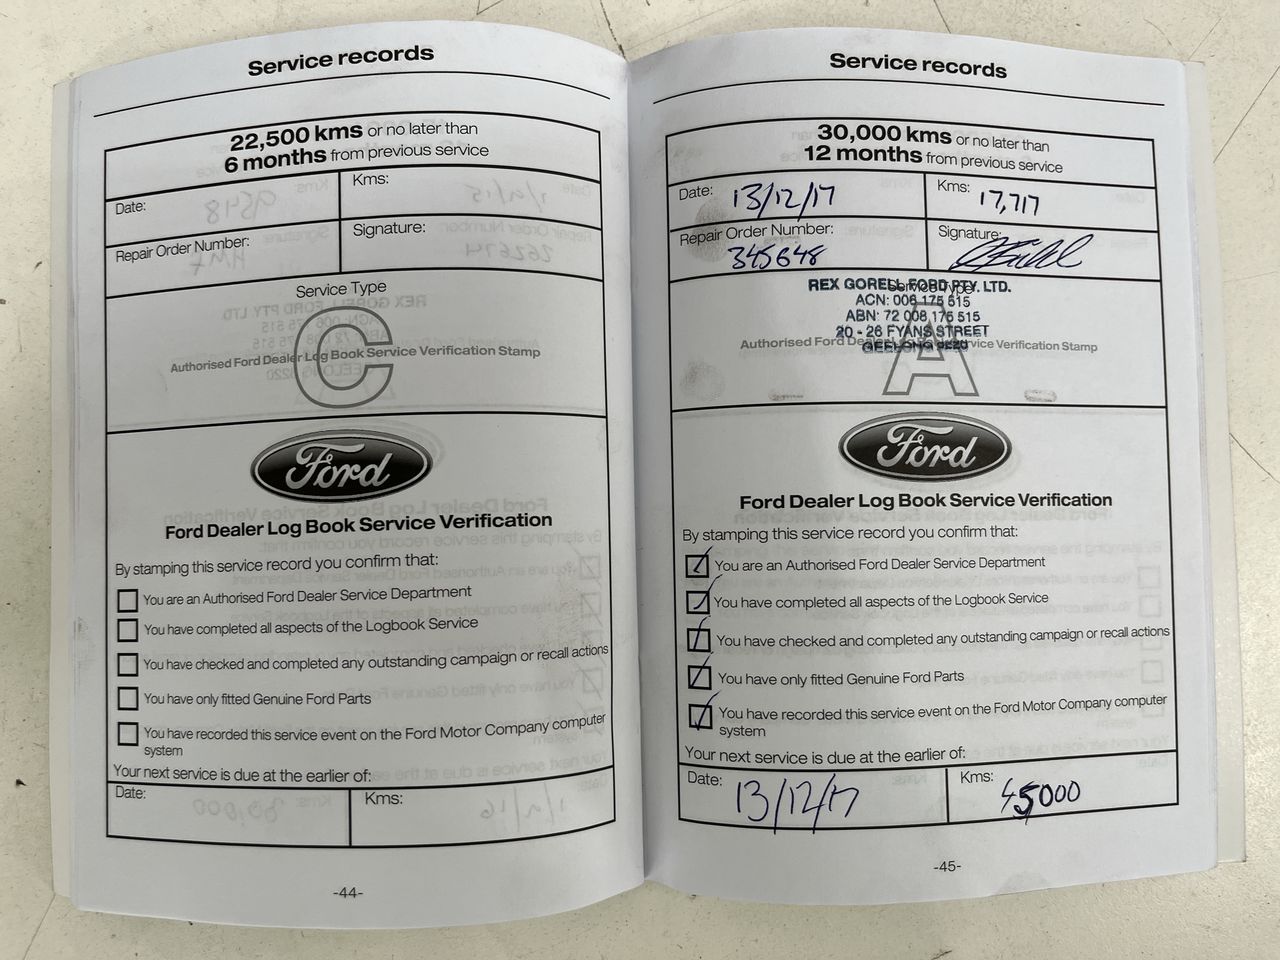 Service records
22,500 kms or no later than
6 months from previous service
Date:
Kms:
Repair Order Number:
Signature:
Service Type
C
Authorised Ford Dealer Log Book Service Verification Stamp
Ford
Ford Dealer Log Book Service Verification
By stamping this service record you confirm that:
You are an Authorised Ford Dealer Service Department
You have completed all aspects of the Logbook Service
You have checked and completed any outstanding campaign or recall actions
You have only fitted Genuine Ford Parts
You have recorded this service event on the Ford Motor Company computer
system
Your next service is due at the earlier of:
Date:
Kms:
-44-
Service records
30,000 kms or no later than
12 months from previous service
Date: 13/12/17
Kms: 17,717
Repair Order Number: 345648
Signature:
Service Type
REX GORELL FORD PTY. LTD.
ACN: 006 175 515
ABN: 72 006 175 515
20 - 26 FYANS STREET
GEELONG 3220
A
Authorised Ford Dealer Log Book Service Verification Stamp
Ford
Ford Dealer Log Book Service Verification
By stamping this service record you confirm that:
You are an Authorised Ford Dealer Service Department
You have completed all aspects of the Logbook Service
You have checked and completed any outstanding campaign or recall actions
You have only fitted Genuine Ford Parts
You have recorded this service event on the Ford Motor Company computer
system
Your next service is due at the earlier of:
Date: 13/12/17
Kms: 45000
-45-